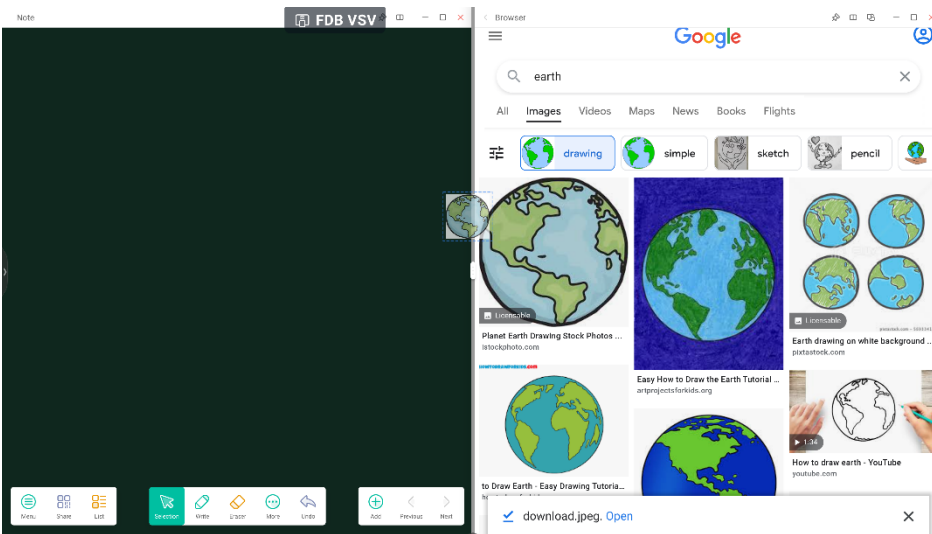 Note
FDB VSV
Menu
Share
List
Selection
Write
Eraser
More
Undo
Add
Previous
Next
Browser
Google
earth
All Images Videos Maps News Books Flights
drawing simple sketch pencil
Licensable
Planet Earth Drawing Stock Photos ...
istockphoto.com
Easy How to Draw the Earth Tutorial ...
artprojectsforkids.org
Licensable
Earth drawing on white background ...
pixtastock.com
to Draw Earth - Easy Drawing Tutoria...
1:04
How to draw earth - YouTube
youtube.com
download.jpeg. Open